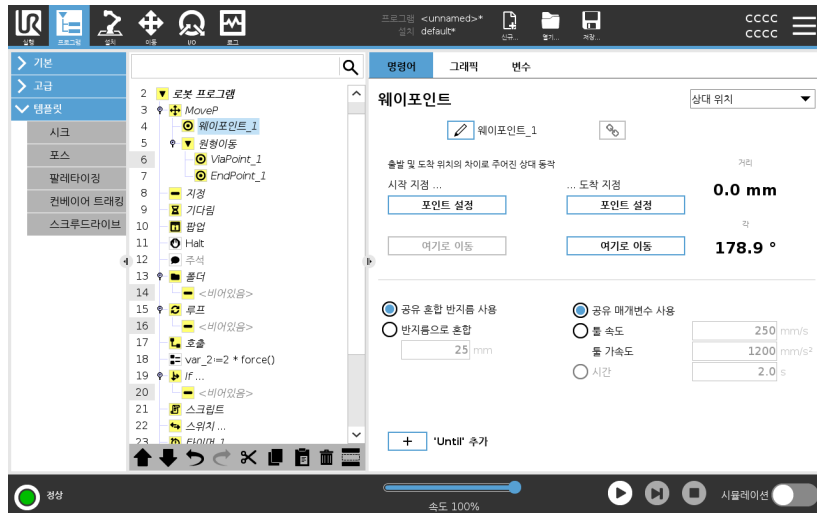 프로그램 <unnamed>*
설치 default*
실행
프로그램
설치
이동
I/O
로그
신규...
열기...
저장...
cccc
cccc
기본
고급
템플릿
시크
포스
팔레타이징
컨베이어 트래킹
스크루드라이브
2 로봇 프로그램
3 MoveP
4 웨이포인트_1
5 원형이동
6 ViaPoint_1
7 EndPoint_1
8 지정
9 기다림
10 팝업
11 Halt
12 주석
13 폴더
14 <비어있음>
15 루프
16 <비어있음>
17 호출
18 var_2:=2 * force()
19 If ...
20 <비어있음>
21 스크립트
22 스위치 ...
23 타이머_1
명령어 그래픽 변수
웨이포인트
상대 위치
웨이포인트_1
출발 및 도착 위치의 차이로 주어진 상대 동작
거리
시작 지점 ... ... 도착 지점
0.0 mm
포인트 설정 포인트 설정
각
여기로 이동 여기로 이동
178.9 °
공유 혼합 반지름 사용
반지름으로 혼합
25 mm
공유 매개변수 사용
툴 속도 250 mm/s
툴 가속도 1200 mm/s²
시간 2.0 s
+ 'Until' 추가
정상
속도 100%
시뮬레이션